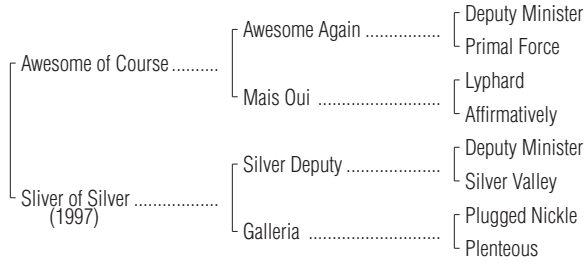 Deputy Minister
Awesome Again ..................
Primal Force
Awesome of Course ..........
Lyphard
Mais Oui .............................
Affirmatively
Deputy Minister
Silver Deputy ......................
Silver Valley
Sliver of Silver ..................
(1997)
Plugged Nickle
Galleria ...............................
Plenteous